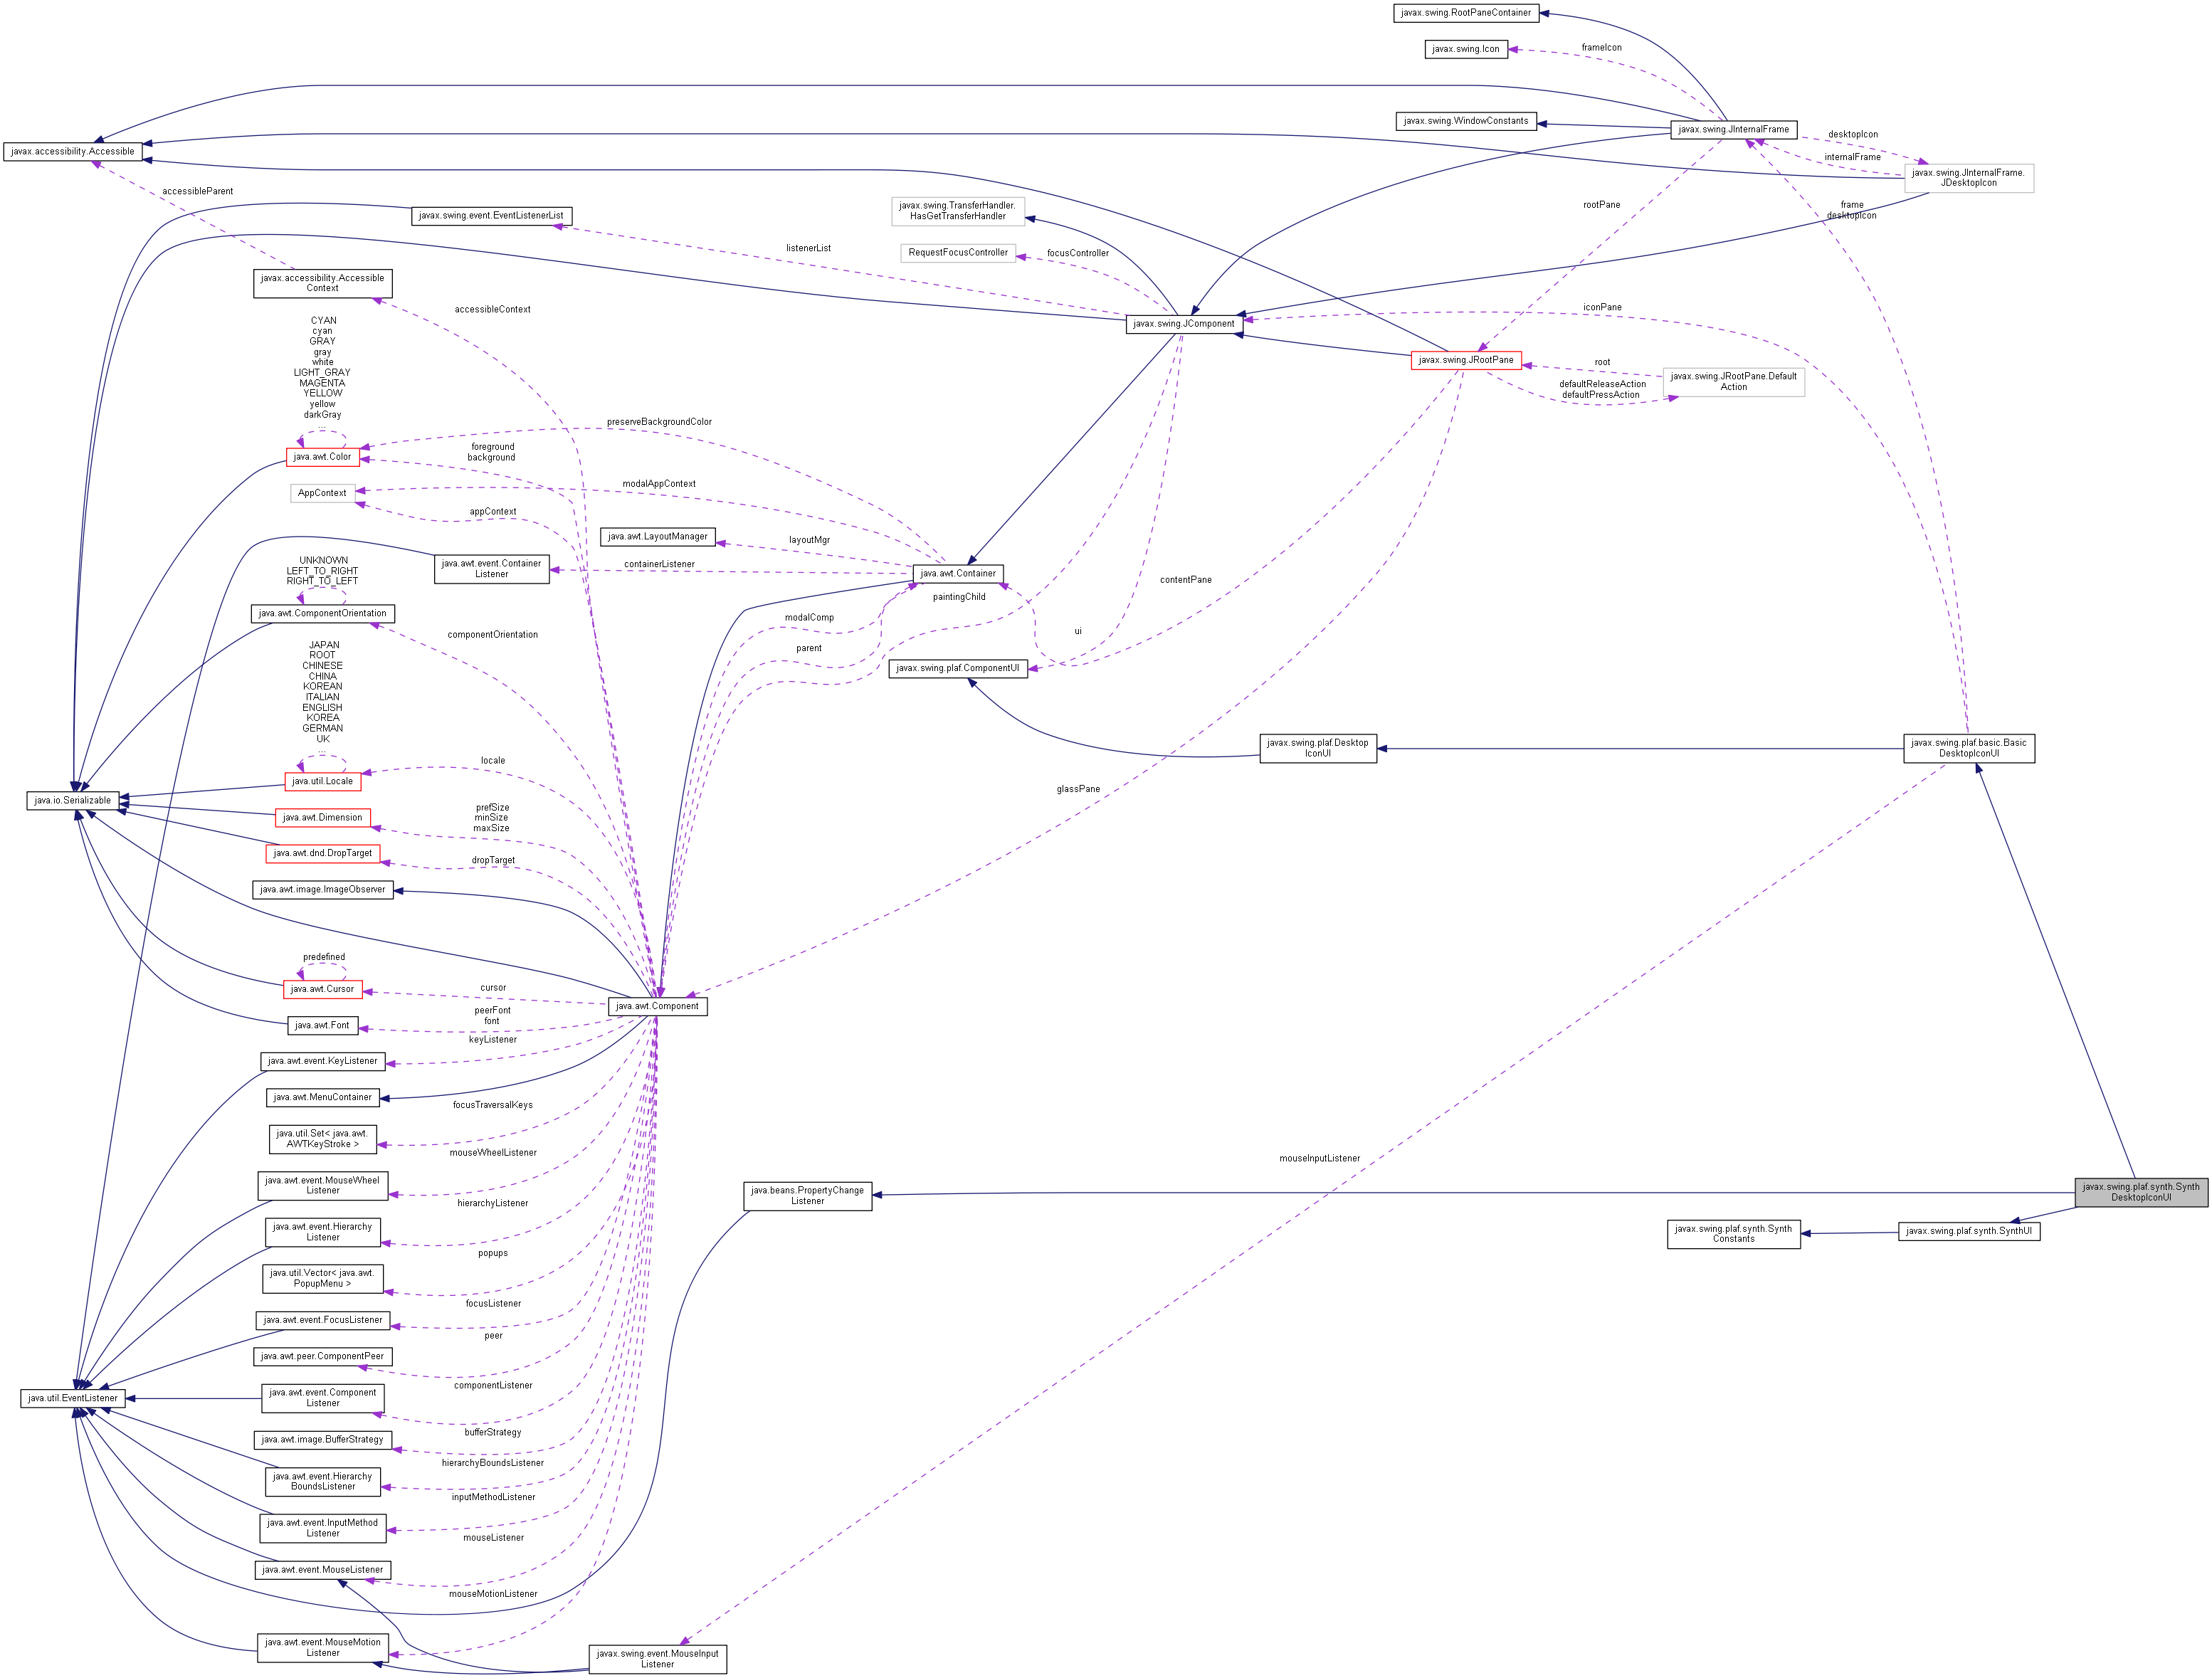 javax.swing.RootPaneContainer
javax.swing.Icon
frameIcon
javax.swing.WindowConstants
javax.swing.JInternalFrame
desktopIcon
internalFrame
javax.accessibility.Accessible
javax.swing.JInternalFrame.
JDesktopIcon
accessibleParent
javax.swing.event.EventListenerList
javax.swing.TransferHandler.
HasGetTransferHandler
rootPane
frame
desktopIcon
listenerList
RequestFocusController
focusController
javax.accessibility.Accessible
Context
accessibleContext
iconPane
javax.swing.JComponent
CYAN
cyan
GRAY
gray
white
LIGHT_GRAY
MAGENTA
YELLOW
yellow
darkGray
...
javax.swing.JRootPane
root
defaultReleaseAction
defaultPressAction
javax.swing.JRootPane.Default
Action
preserveBackgroundColor
java.awt.Color
foreground
background
AppContext
modalAppContext
appContext
java.awt.LayoutManager
layoutMgr
java.awt.event.Container
Listener
containerListener
java.awt.Container
UNKNOWN
LEFT_TO_RIGHT
RIGHT_TO_LEFT
java.awt.ComponentOrientation
componentOrientation
modalComp
paintingChild
contentPane
parent
ui
javax.swing.plaf.ComponentUI
JAPAN
ROOT
CHINESE
CHINA
KOREAN
ITALIAN
ENGLISH
KOREA
GERMAN
UK
...
java.util.Locale
locale
javax.swing.plaf.Desktop
IconUI
javax.swing.plaf.basic.Basic
DesktopIconUI
java.io.Serializable
java.awt.Dimension
prefSize
minSize
maxSize
glassPane
java.awt.dnd.DropTarget
dropTarget
java.awt.image.ImageObserver
predefined
java.awt.Cursor
cursor
java.awt.Component
java.awt.Font
peerFont
font
keyListener
java.awt.event.KeyListener
java.awt.MenuContainer
focusTraversalKeys
java.util.Set< java.awt.
AWTKeyStroke >
mouseWheelListener
mouseInputListener
java.awt.event.MouseWheel
Listener
java.beans.PropertyChange
Listener
javax.swing.plaf.synth.Synth
DesktopIconUI
hierarchyListener
java.awt.event.Hierarchy
Listener
javax.swing.plaf.synth.Synth
Constants
javax.swing.plaf.synth.SynthUI
popups
java.util.Vector< java.awt.
PopupMenu >
focusListener
java.awt.event.FocusListener
peer
java.awt.peer.ComponentPeer
componentListener
java.util.EventListener
java.awt.event.Component
Listener
bufferStrategy
java.awt.image.BufferStrategy
hierarchyBoundsListener
java.awt.event.Hierarchy
BoundsListener
inputMethodListener
java.awt.event.InputMethod
Listener
mouseListener
java.awt.event.MouseListener
mouseMotionListener
java.awt.event.MouseMotion
Listener
javax.swing.event.MouseInput
Listener